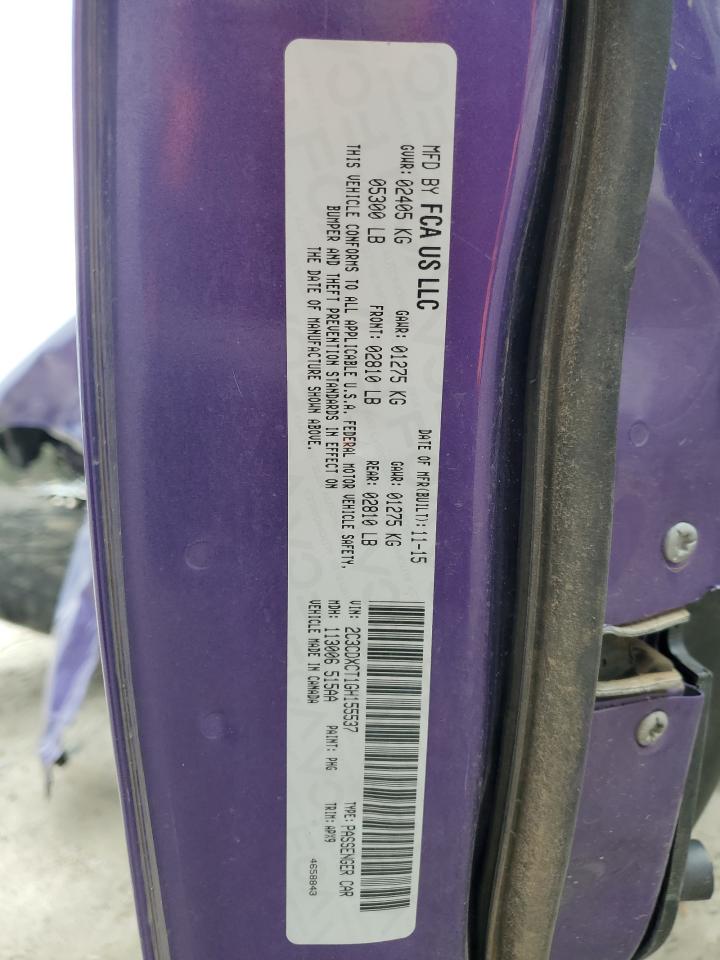 MFD BY FCA US LLC
DATE OF MFR(BUILT): 11-15
GVWR: 02405 KG GAWR: 01275 KG GAWR: 01275 KG
05300 LB FRONT: 02810 LB REAR: 02810 LB
THIS VEHICLE CONFORMS TO ALL APPLICABLE U.S.A. FEDERAL MOTOR VEHICLE SAFETY,
BUMPER AND THEFT PREVENTION STANDARDS IN EFFECT ON
THE DATE OF MANUFACTURE SHOWN ABOVE.
VIN: 2C3CDXCT1GH155537 TYPE: PASSENGER CAR
MDH: 113006 515AA PAINT: PHG TRIM: APX9
VEHICLE MADE IN CANADA 4658843